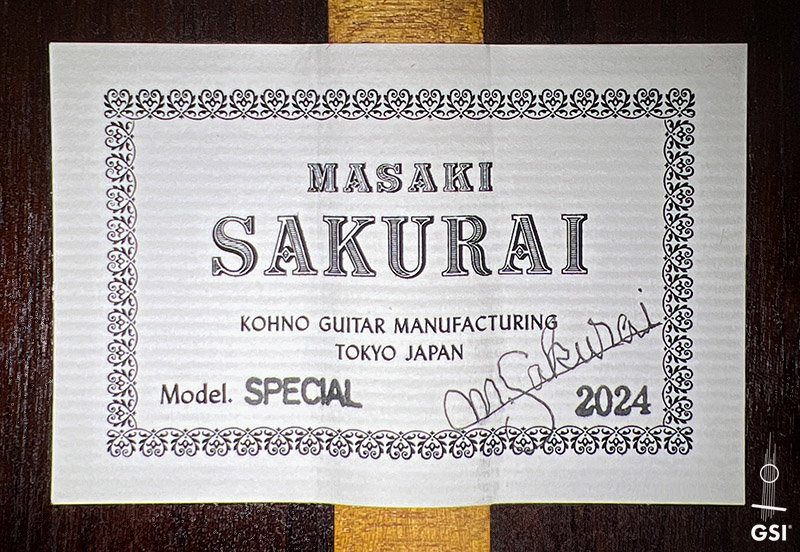 MASAKI
SAKURAI
KOHNO GUITAR MANUFACTURING
TOKYO JAPAN
Model. SPECIAL
M. Sakurai
2024
GSI®